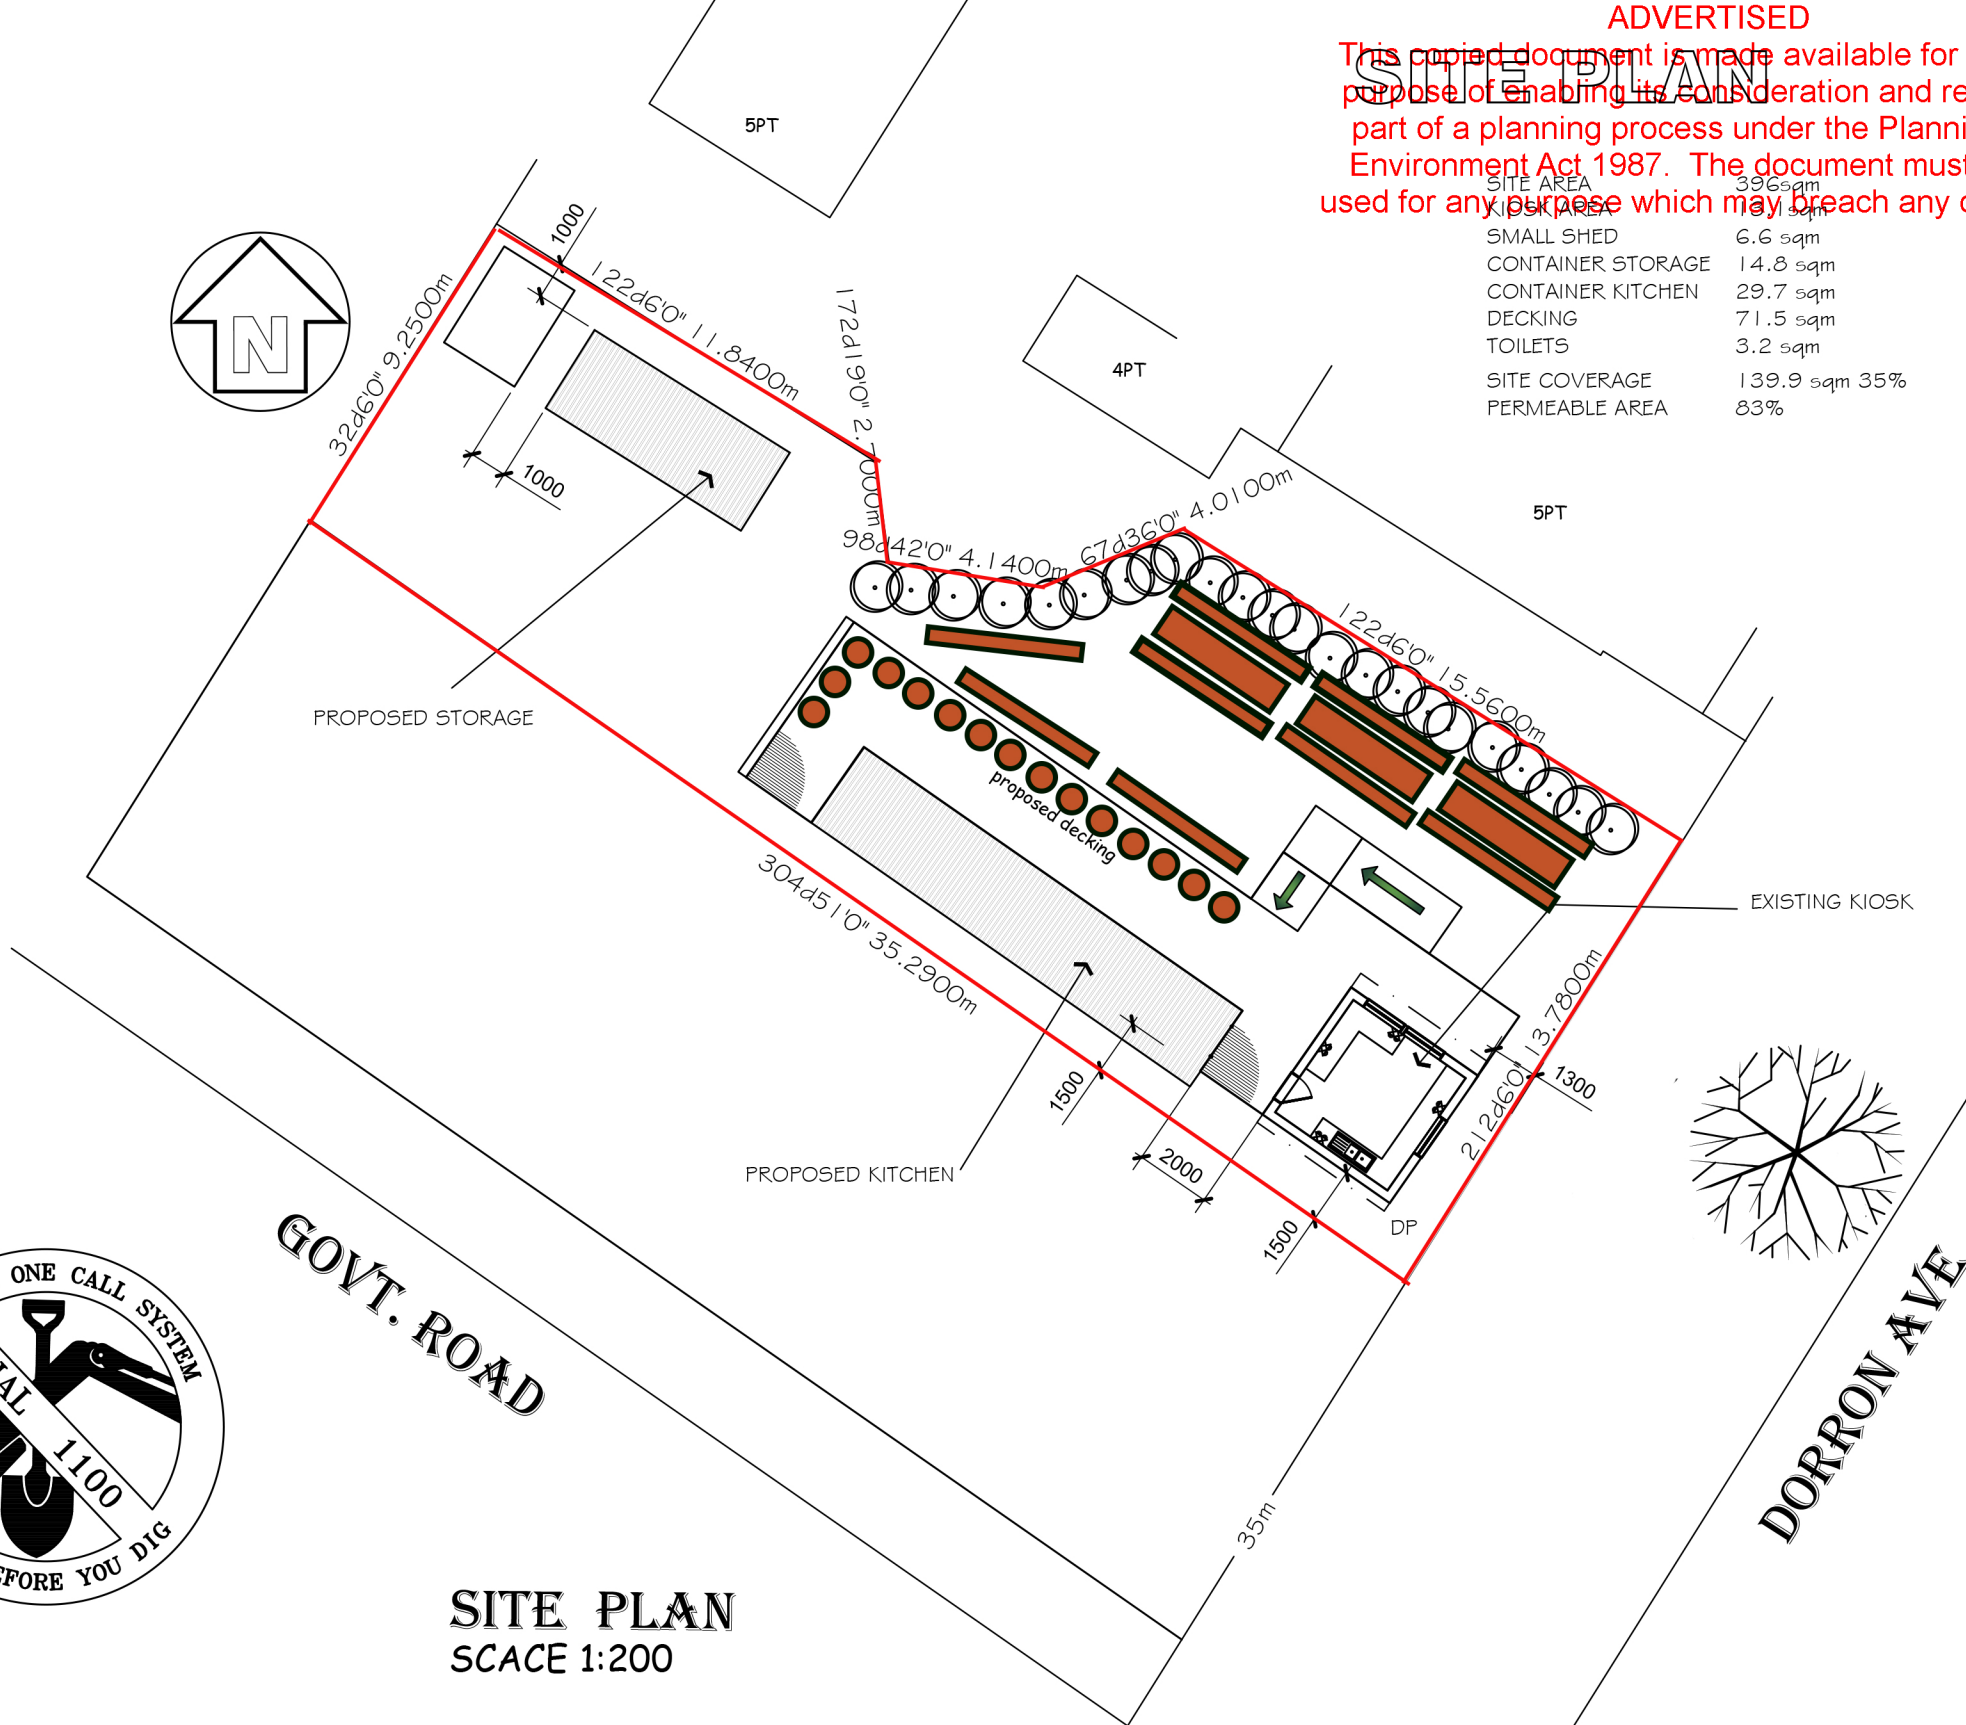 ADVERTISED
This copied document is made available for
purpose of enabling its consideration and re
part of a planning process under the Planni
Environment Act 1987. The document must
used for any purpose which may breach any c
SITE PLAN
SITE AREA 396sqm
KIOSK AREA 13.1sqm
SMALL SHED 6.6 sqm
CONTAINER STORAGE 14.8 sqm
CONTAINER KITCHEN 29.7 sqm
DECKING 71.5 sqm
TOILETS 3.2 sqm
SITE COVERAGE 139.9 sqm 35%
PERMEABLE AREA 83%
5PT
4PT
5PT
N
1000
122d6'0" 11.8400m
32d6'0" 9.2500m
172d19'0" 2.7000m
1000
98d42'0" 4.1400m
67d36'0" 4.0100m
122d6'0" 15.5600m
PROPOSED STORAGE
proposed decking
304d51'0" 35.2900m
EXISTING KIOSK
212d6'0" 13.7800m
1300
1500
PROPOSED KITCHEN
2000
1500
DP
GOVT. ROAD
DORRON AVE
35m
ONE CALL SYSTEM
IAL 1100
EFORE YOU DIG
SITE PLAN
SCACE 1:200